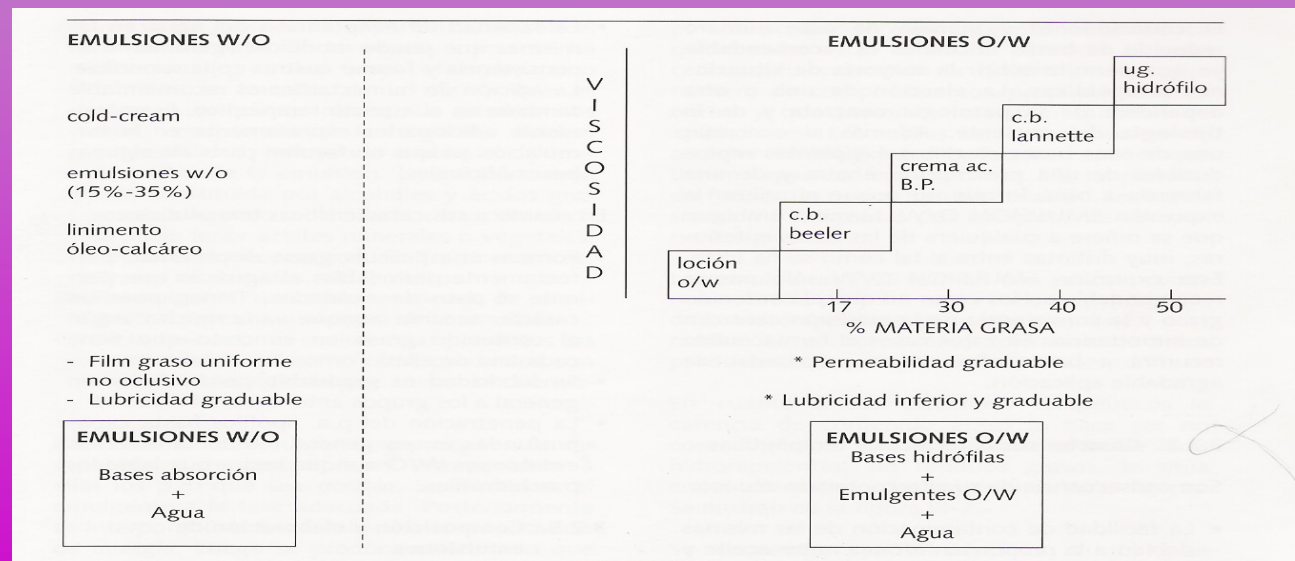 EMULSIONES W/O
cold-cream
emulsiones w/o
(15%-35%)
linimento
óleo-calcáreo
- Film graso uniforme
no oclusivo
- Lubricidad graduable
EMULSIONES W/O
Bases absorción
+
Agua
VISCOSIDAD
EMULSIONES O/W
ug.
hidrófilo
c.b.
lannette
crema ac.
B.P.
c.b.
beeler
loción
o/w
17 30 40 50
% MATERIA GRASA
* Permeabilidad graduable
* Lubricidad inferior y graduable
EMULSIONES O/W
Bases hidrófilas
+
Emulgentes O/W
+
Agua